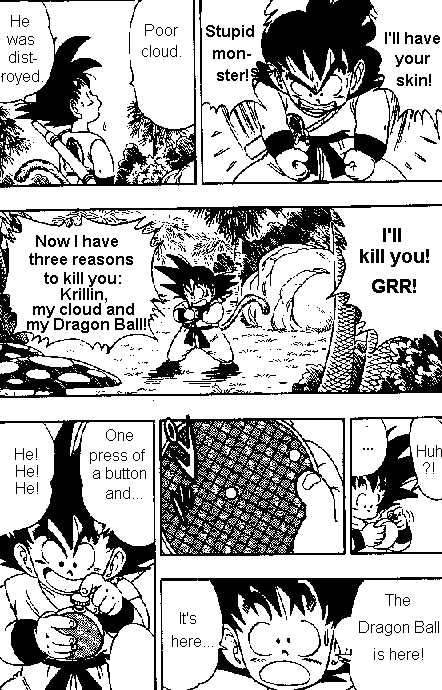 He
was
dist-
royed.
Poor
cloud.
Stupid
mon-
ster!
I'll have
your
skin!
Now I have
three reasons
to kill you:
Krillin,
my cloud and
my Dragon Ball!
I'll
kill you!
GRR!
He!
He!
He!
One
press of
a button
and...
...
Huh
?!
It's
here...
The
Dragon Ball
is here!